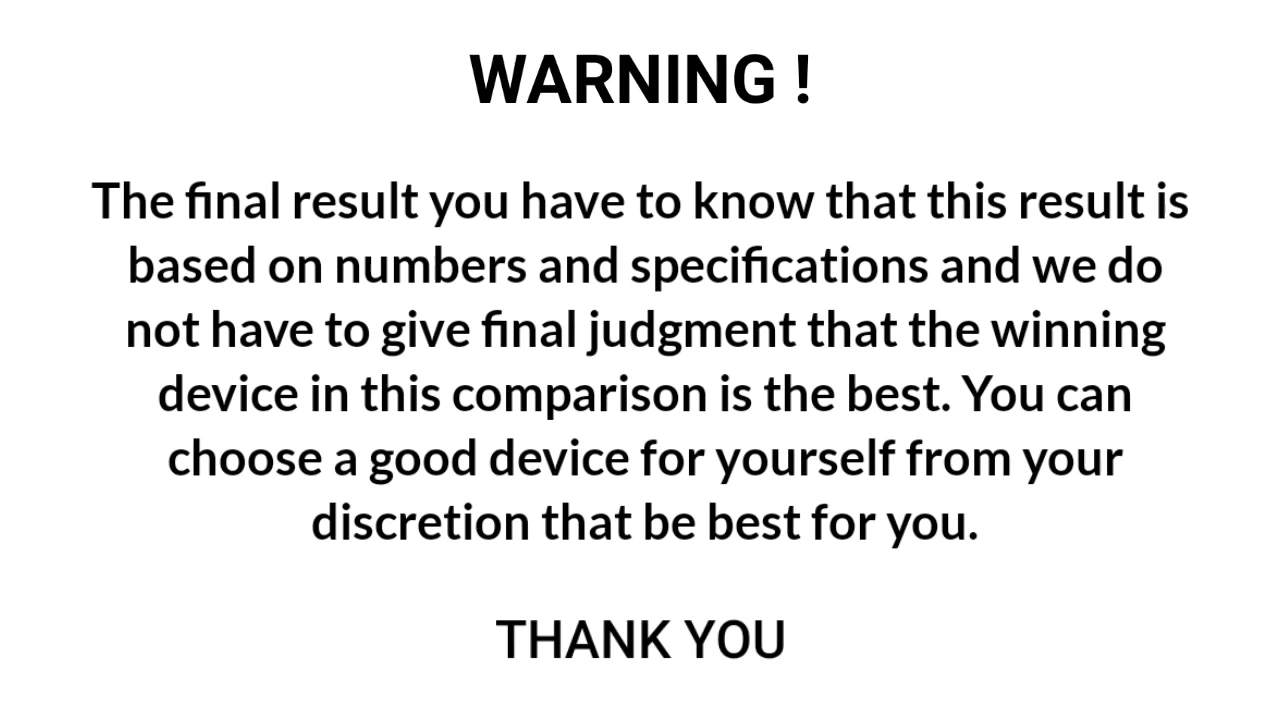 WARNING !
The final result you have to know that this result is
based on numbers and specifications and we do
not have to give final judgment that the winning
device in this comparison is the best. You can
choose a good device for yourself from your
discretion that be best for you.
THANK YOU